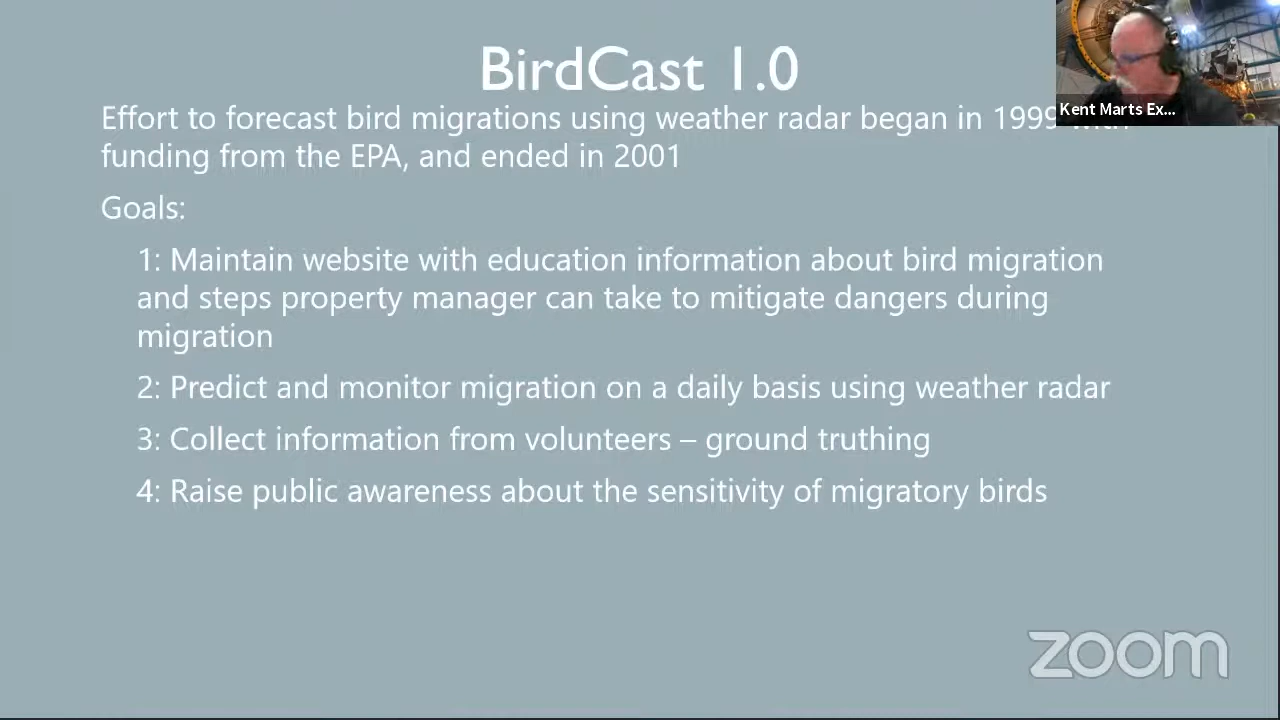 BirdCast 1.0
Effort to forecast bird migrations using weather radar began in 1999 with
funding from the EPA, and ended in 2001
Goals:
1: Maintain website with education information about bird migration
and steps property manager can take to mitigate dangers during
migration
2: Predict and monitor migration on a daily basis using weather radar
3: Collect information from volunteers – ground truthing
4: Raise public awareness about the sensitivity of migratory birds
Kent Marts Ex...
zoom